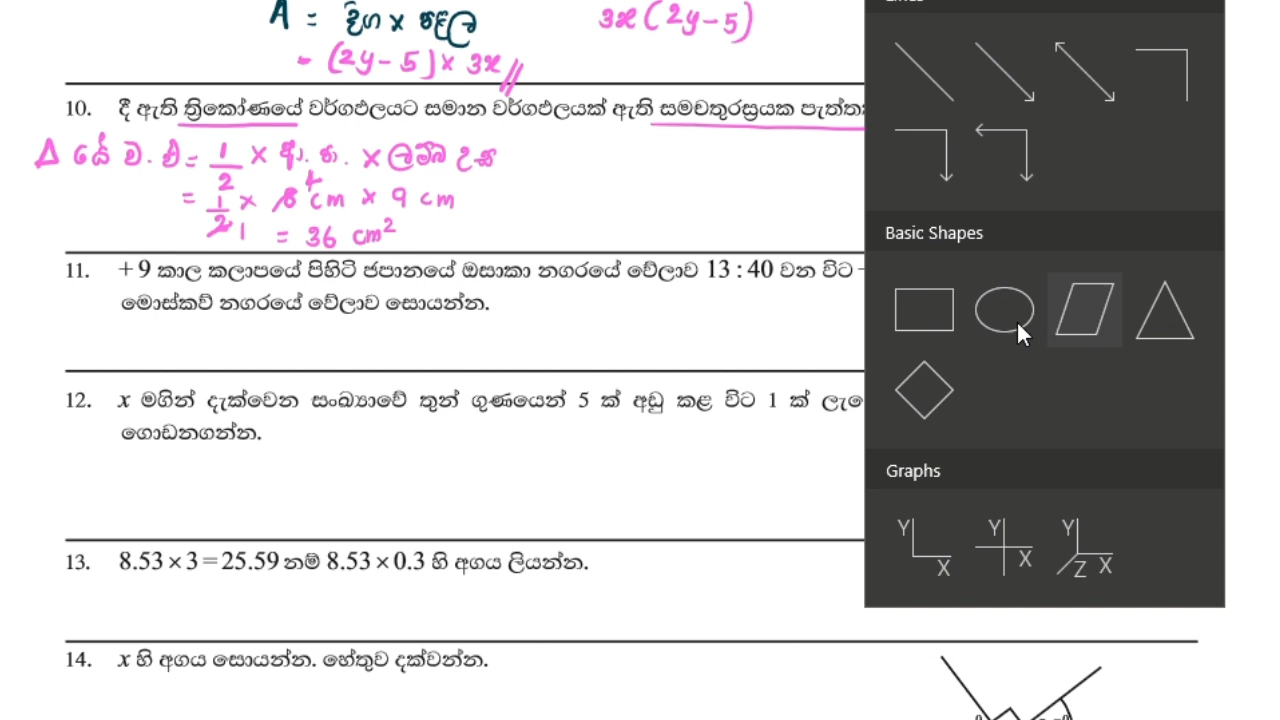 A = දිග × පළල
= (2y - 5) × 3x //
3x (2y - 5)
10. දී ඇති ත්‍රිකෝණයේ වර්ගඵලයට සමාන වර්ගඵලයක් ඇති සමචතුරස්‍රයක
Δ යේ ව. ඵ = 1/2 × ආ. පා. × ලම්බ උස
= 1/2 × 8 cm × 9 cm
4
1
= 36 cm²
11. +9 කාල කලාපයේ පිහිටි ජපානයේ ඔසාකා නගරයේ වේලාව 13 : 40 වන විට
මොස්කව් නගරයේ වේලාව සොයන්න.
12. x මගින් දැක්වෙන සංඛ්‍යාවේ තුන් ගුණයෙන් 5 ක් අඩු කළ විට 1 ක්
ගොඩනගන්න.
13. 8.53 × 3 = 25.59 නම් 8.53 × 0.3 හි අගය ලියන්න.
14. x හි අගය සොයන්න. හේතුව දක්වන්න.
Basic Shapes
Graphs
Y X
Y X
Y Z X